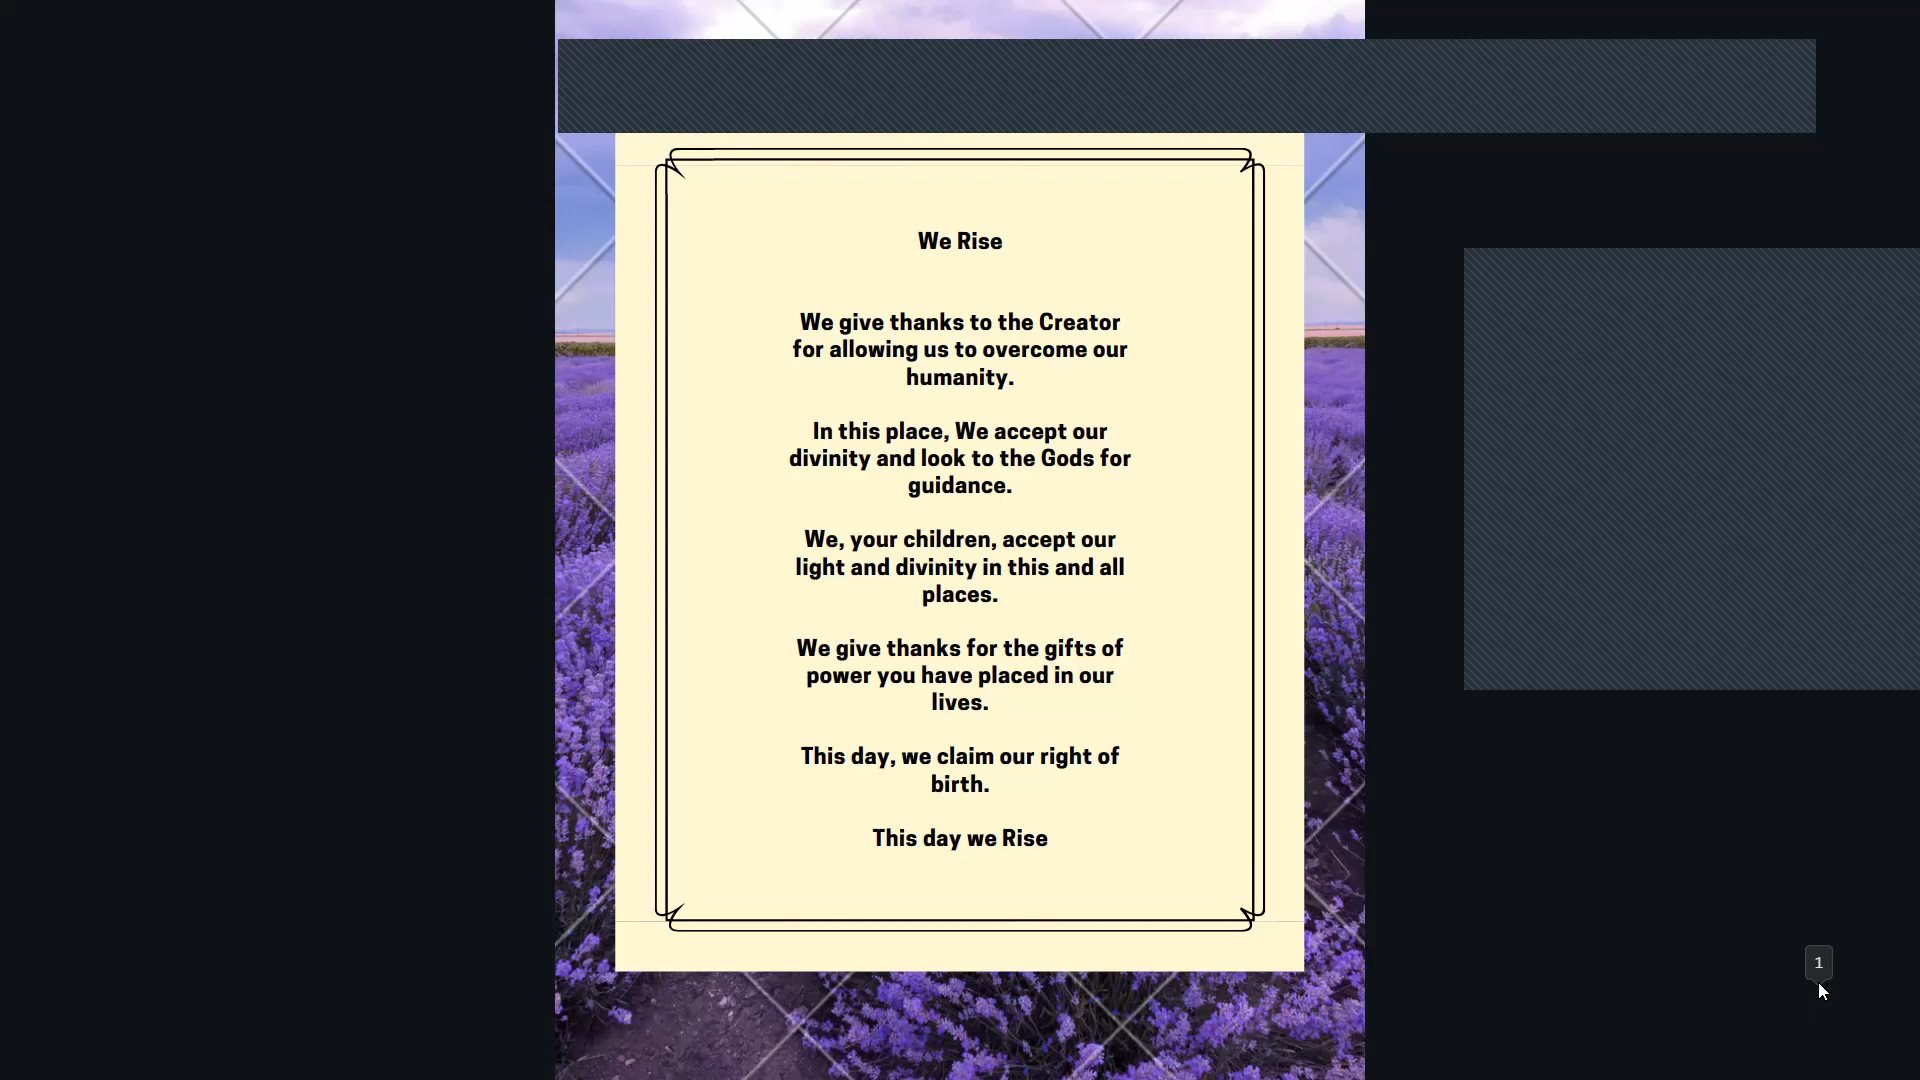 We Rise
We give thanks to the Creator
for allowing us to overcome our
humanity.
In this place, We accept our
divinity and look to the Gods for
guidance.
We, your children, accept our
light and divinity in this and all
places.
We give thanks for the gifts of
power you have placed in our
lives.
This day, we claim our right of
birth.
This day we Rise
1